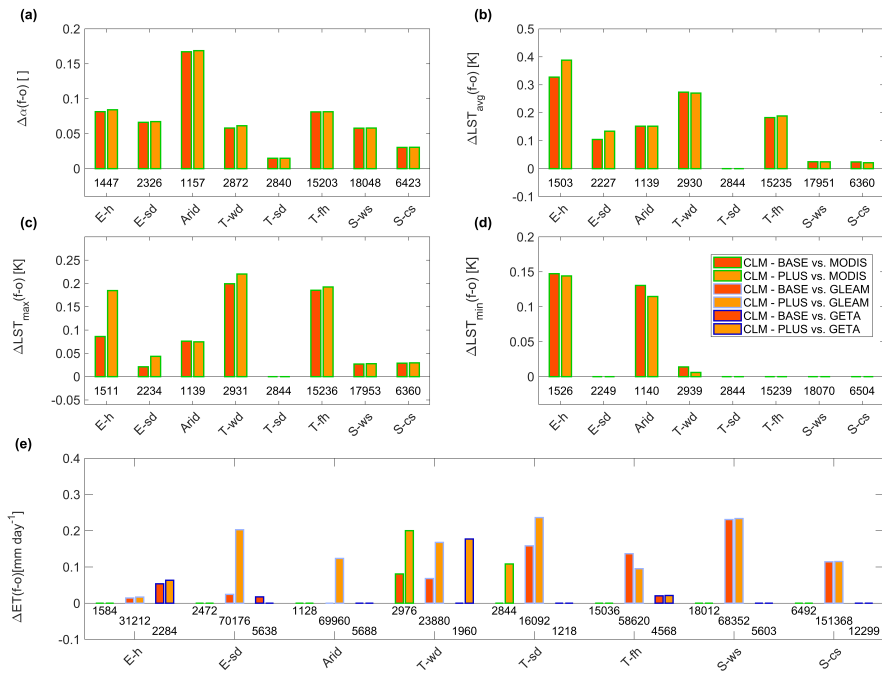 (a)
Δα(f-o) [ ]
0.2
0.15
0.1
0.05
0
1447 2326 1157 2872 2840 15203 18048 6423
E-h E-sd Arid T-wd T-sd T-fh S-ws S-cs
(b)
ΔLSTavg(f-o) [K]
0.5
0.4
0.3
0.2
0.1
0
-0.1
1503 2227 1139 2930 2844 15235 17951 6360
E-h E-sd Arid T-wd T-sd T-fh S-ws S-cs
(c)
ΔLSTmax(f-o) [K]
0.25
0.2
0.15
0.1
0.05
0
-0.05
1511 2234 1139 2931 2844 15236 17953 6360
E-h E-sd Arid T-wd T-sd T-fh S-ws S-cs
(d)
ΔLSTmin(f-o) [K]
0.2
0.15
0.1
0.05
0
CLM - BASE vs. MODIS
CLM - PLUS vs. MODIS
CLM - BASE vs. GLEAM
CLM - PLUS vs. GLEAM
CLM - BASE vs. GETA
CLM - PLUS vs. GETA
1526 2249 1140 2939 2844 15239 18070 6504
E-h E-sd Arid T-wd T-sd T-fh S-ws S-cs
(e)
ΔET(f-o)[mm day-1]
0.4
0.3
0.2
0.1
0
-0.1
1584 2472 1128 2976 2844 15036 18012 6492
31212 70176 69960 23880 16092 58620 68352 151368
2284 5638 5688 1960 1218 4568 5603 12299
E-h E-sd Arid T-wd T-sd T-fh S-ws S-cs